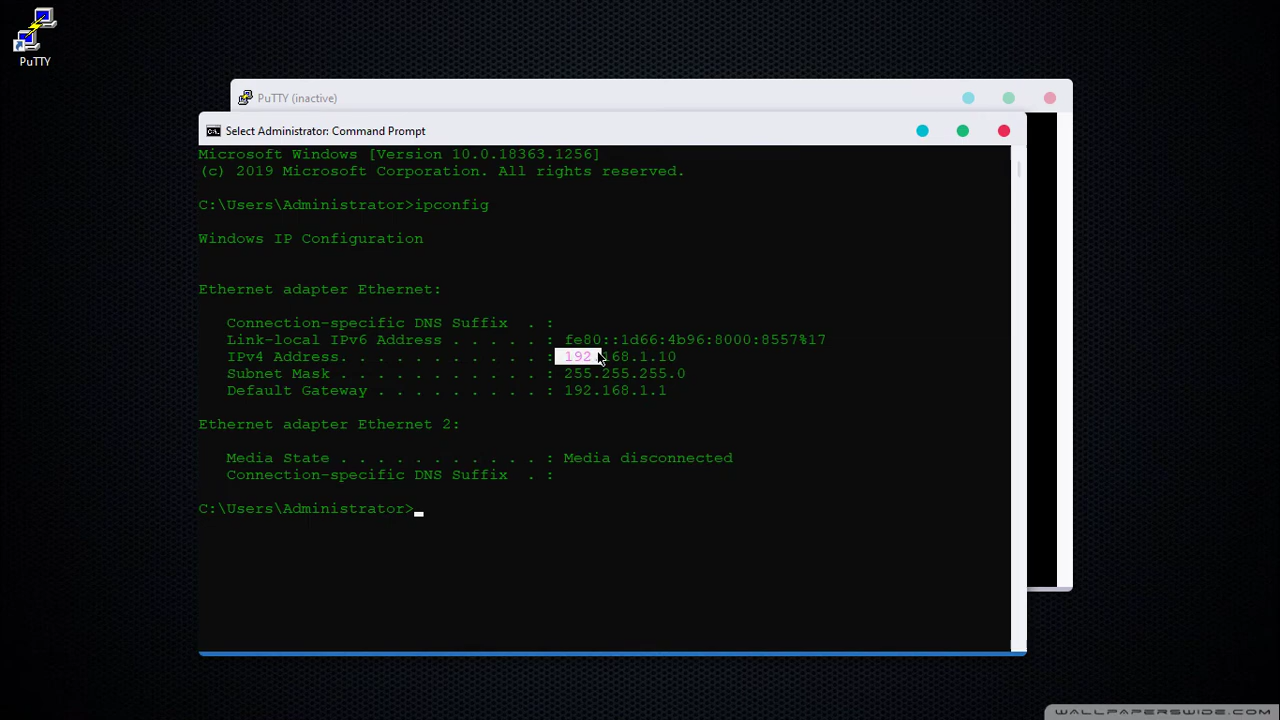 PuTTY
PuTTY (inactive)
Select Administrator: Command Prompt
Microsoft Windows [Version 10.0.18363.1256]
(c) 2019 Microsoft Corporation. All rights reserved.
C:\Users\Administrator>ipconfig
Windows IP Configuration
Ethernet adapter Ethernet:
Connection-specific DNS Suffix . :
Link-local IPv6 Address . . . . . : fe80::1d66:4b96:8000:8557%17
IPv4 Address. . . . . . . . . . . : 192.168.1.10
Subnet Mask . . . . . . . . . . . : 255.255.255.0
Default Gateway . . . . . . . . . : 192.168.1.1
Ethernet adapter Ethernet 2:
Media State . . . . . . . . . . . : Media disconnected
Connection-specific DNS Suffix . :
C:\Users\Administrator>
WALLPAPERSWIDE.COM